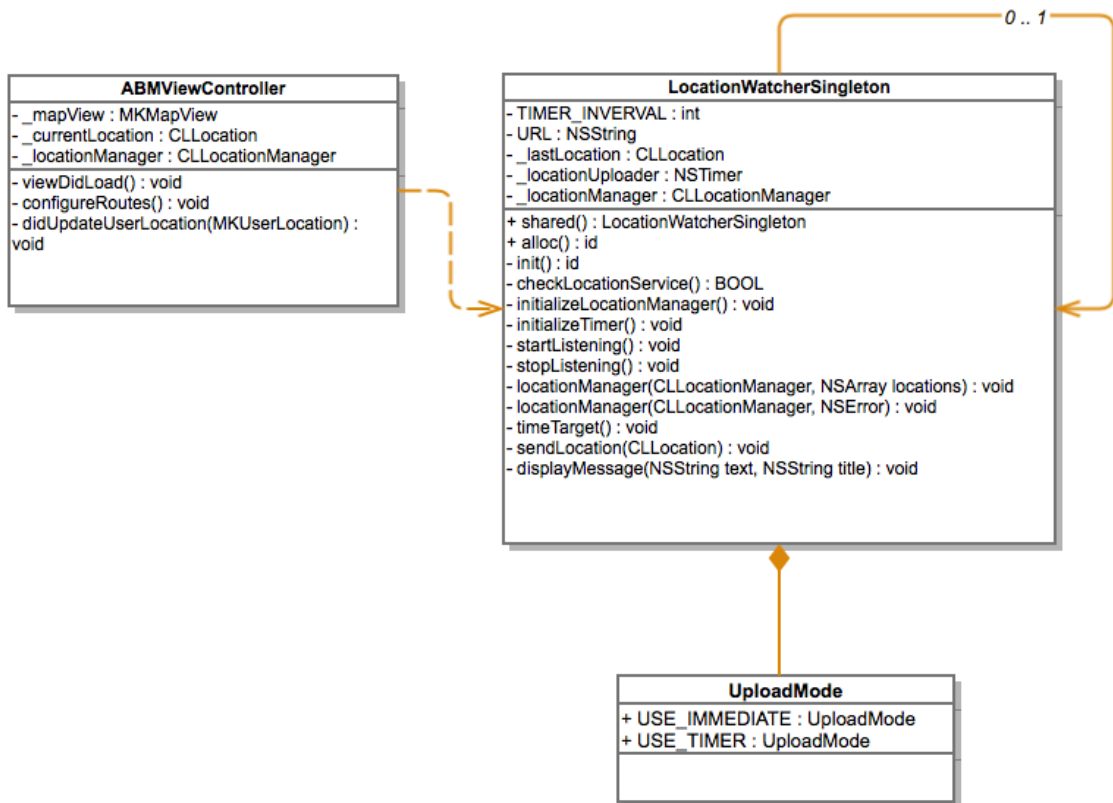 0 .. 1
ABMViewController
- _mapView : MKMapView
- _currentLocation : CLLocation
- _locationManager : CLLocationManager
- viewDidLoad() : void
- configureRoutes() : void
- didUpdateUserLocation(MKUserLocation) :
void
LocationWatcherSingleton
- TIMER_INVERVAL : int
- URL : NSString
- _lastLocation : CLLocation
- _locationUploader : NSTimer
- _locationManager : CLLocationManager
+ shared() : LocationWatcherSingleton
+ alloc() : id
- init() : id
- checkLocationService() : BOOL
- initializeLocationManager() : void
- initializeTimer() : void
- startListening() : void
- stopListening() : void
- locationManager(CLLocationManager, NSArray locations) : void
- locationManager(CLLocationManager, NSError) : void
- timeTarget() : void
- sendLocation(CLLocation) : void
- displayMessage(NSString text, NSString title) : void
UploadMode
+ USE_IMMEDIATE : UploadMode
+ USE_TIMER : UploadMode